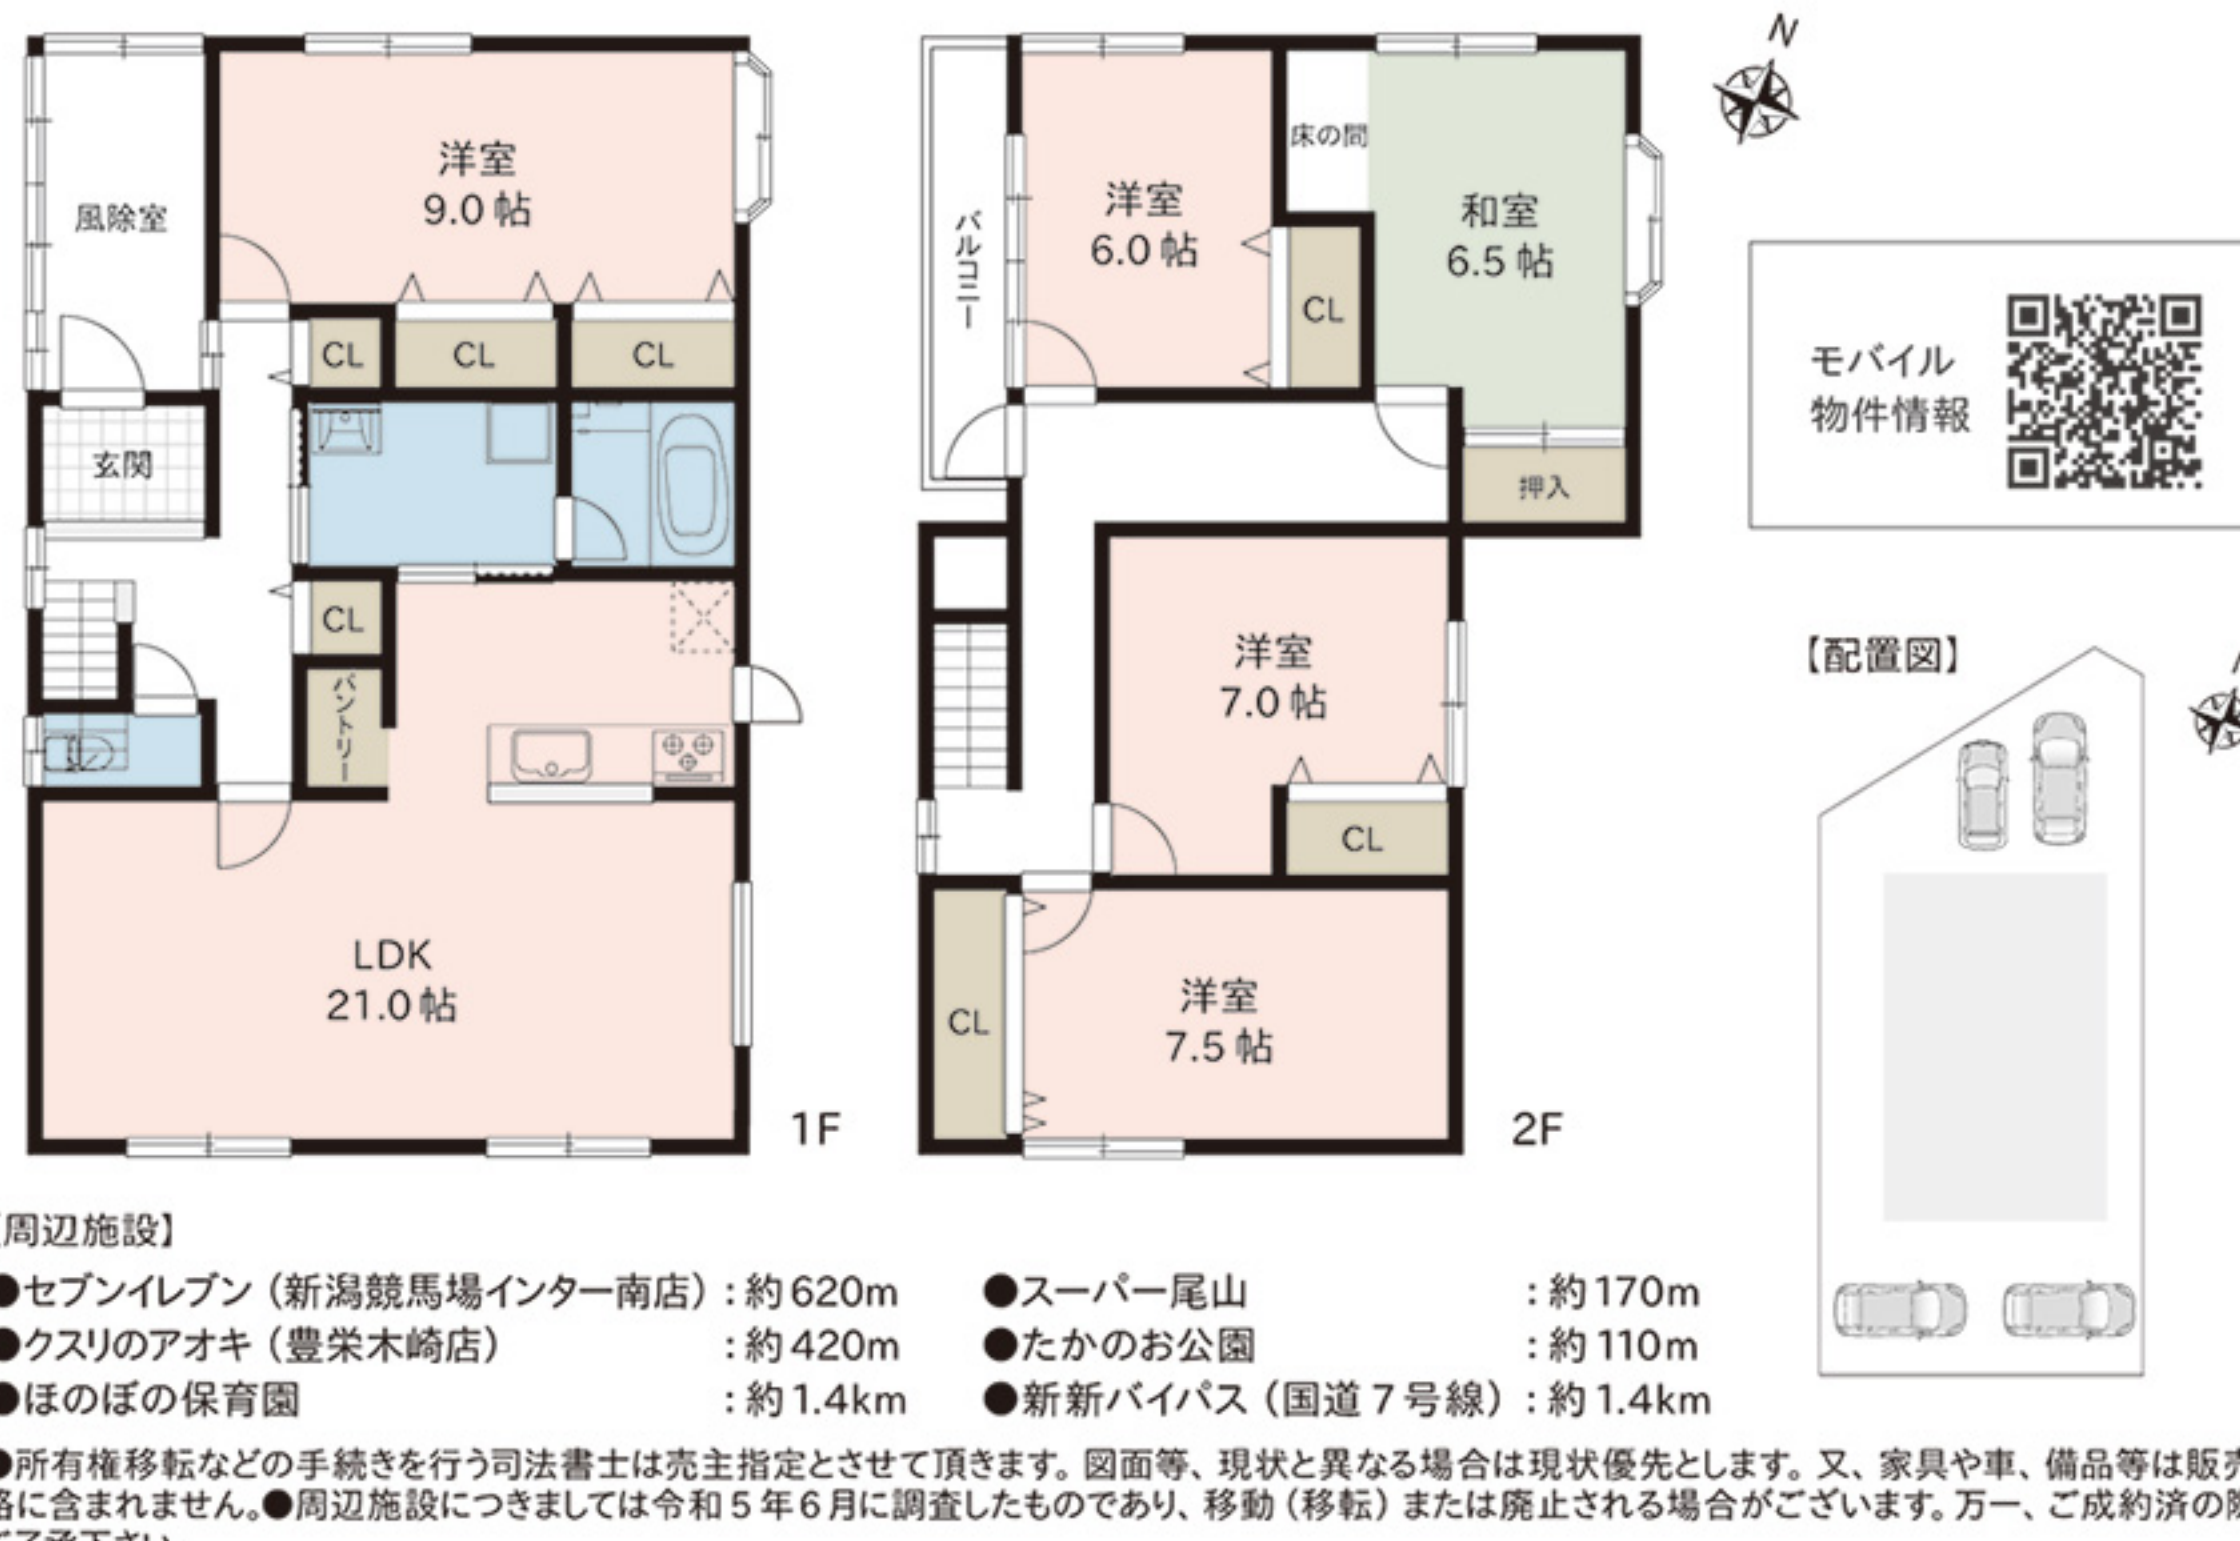 洋室
9.0帖
風除室
CL
CL
CL
玄関
CL
パントリー
LDK
21.0帖
1F
バルコニー
洋室
6.0帖
床の間
和室
6.5帖
CL
押入
洋室
7.0帖
CL
洋室
7.5帖
CL
2F
N
モバイル
物件情報
【配置図】
【周辺施設】
●セブンイレブン（新潟競馬場インター南店）：約620m
●クスリのアオキ（豊栄木崎店）：約420m
●ほのぼの保育園：約1.4km
●スーパー尾山：約170m
●たかのお公園：約110m
●新新バイパス（国道7号線）：約1.4km
●所有権移転などの手続きを行う司法書士は売主指定とさせて頂きます。図面等、現状と異なる場合は現状優先とします。又、家具や車、備品等は販売
格に含まれません。●周辺施設につきましては令和5年6月に調査したものであり、移動（移転）または廃止される場合がございます。万一、ご成約済の際